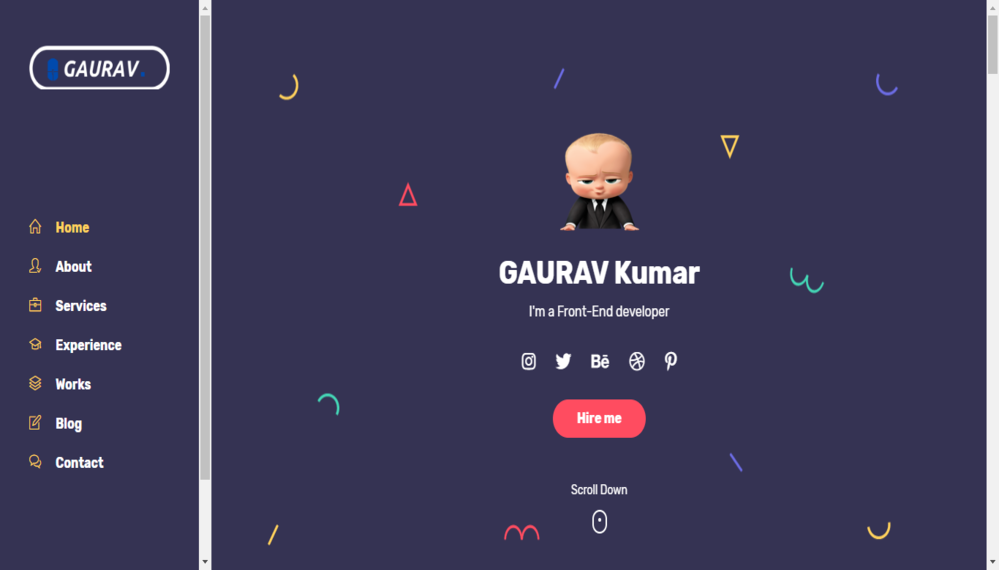 GAURAV.
Home
About
Services
Experience
Works
Blog
Contact
GAURAV Kumar
I'm a Front-End developer
Bē
Hire me
Scroll Down